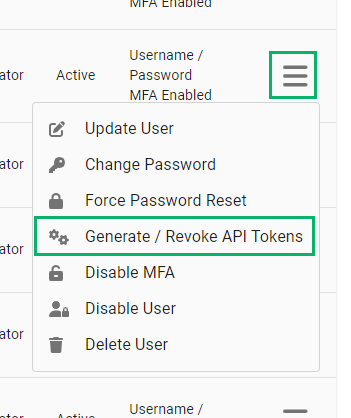 MFA Enabled
Username /
ator Active Password
MFA Enabled
Update User
Change Password
ator
Force Password Reset
Generate / Revoke API Tokens
ator
Disable MFA
Disable User
ator
Delete User
Username /